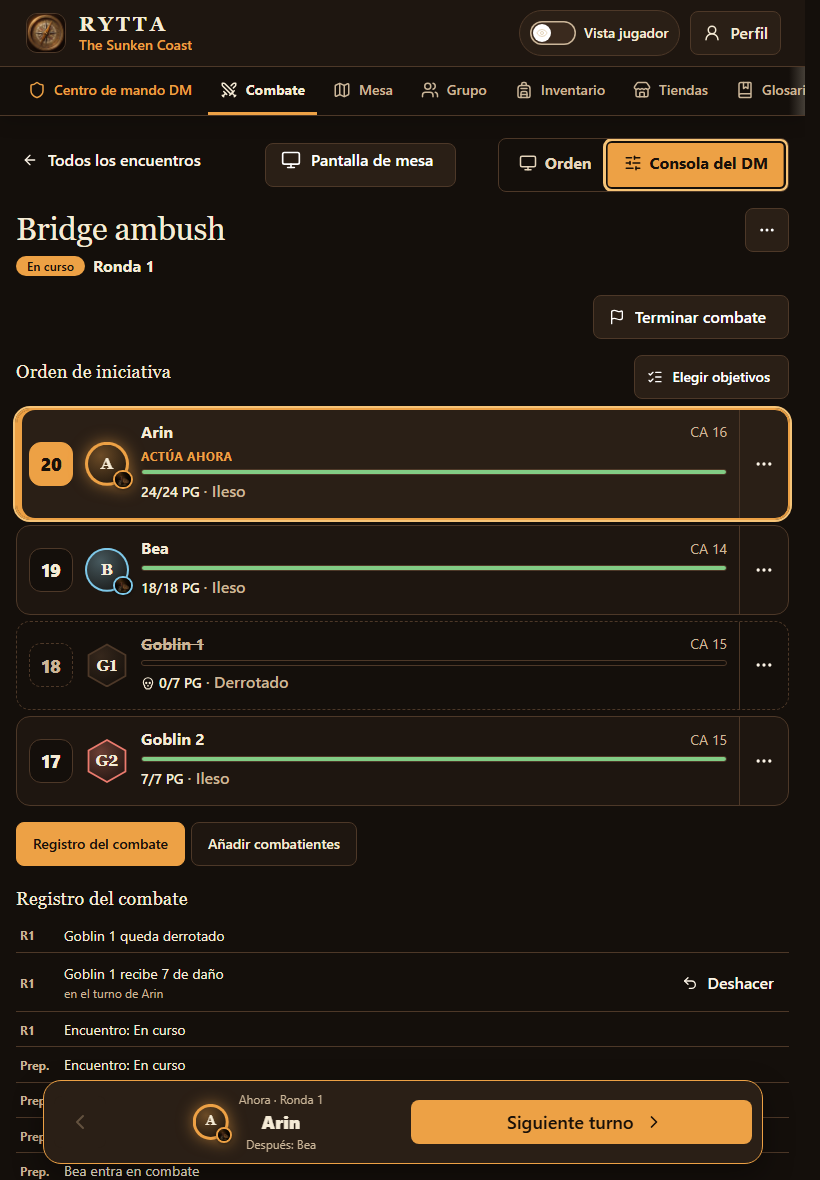 RYTTA
The Sunken Coast
Vista jugador
Perfil
Centro de mando DM
Combate
Mesa
Grupo
Inventario
Tiendas
Glosari
Todos los encuentros
Pantalla de mesa
Orden
Consola del DM
Bridge ambush
En curso
Ronda 1
Terminar combate
Orden de iniciativa
Elegir objetivos
20
A
Arin
CA 16
ACTÚA AHORA
24/24 PG · Ileso
19
B
Bea
CA 14
18/18 PG · Ileso
18
G1
Goblin 1
CA 15
0/7 PG · Derrotado
17
G2
Goblin 2
CA 15
7/7 PG · Ileso
Registro del combate
Añadir combatientes
Registro del combate
R1 Goblin 1 queda derrotado
R1 Goblin 1 recibe 7 de daño
en el turno de Arin
Deshacer
R1 Encuentro: En curso
Prep. Encuentro: En curso
Prep
Prep
Prep. Bea entra en combate
A
Ahora · Ronda 1
Arin
Después: Bea
Siguiente turno